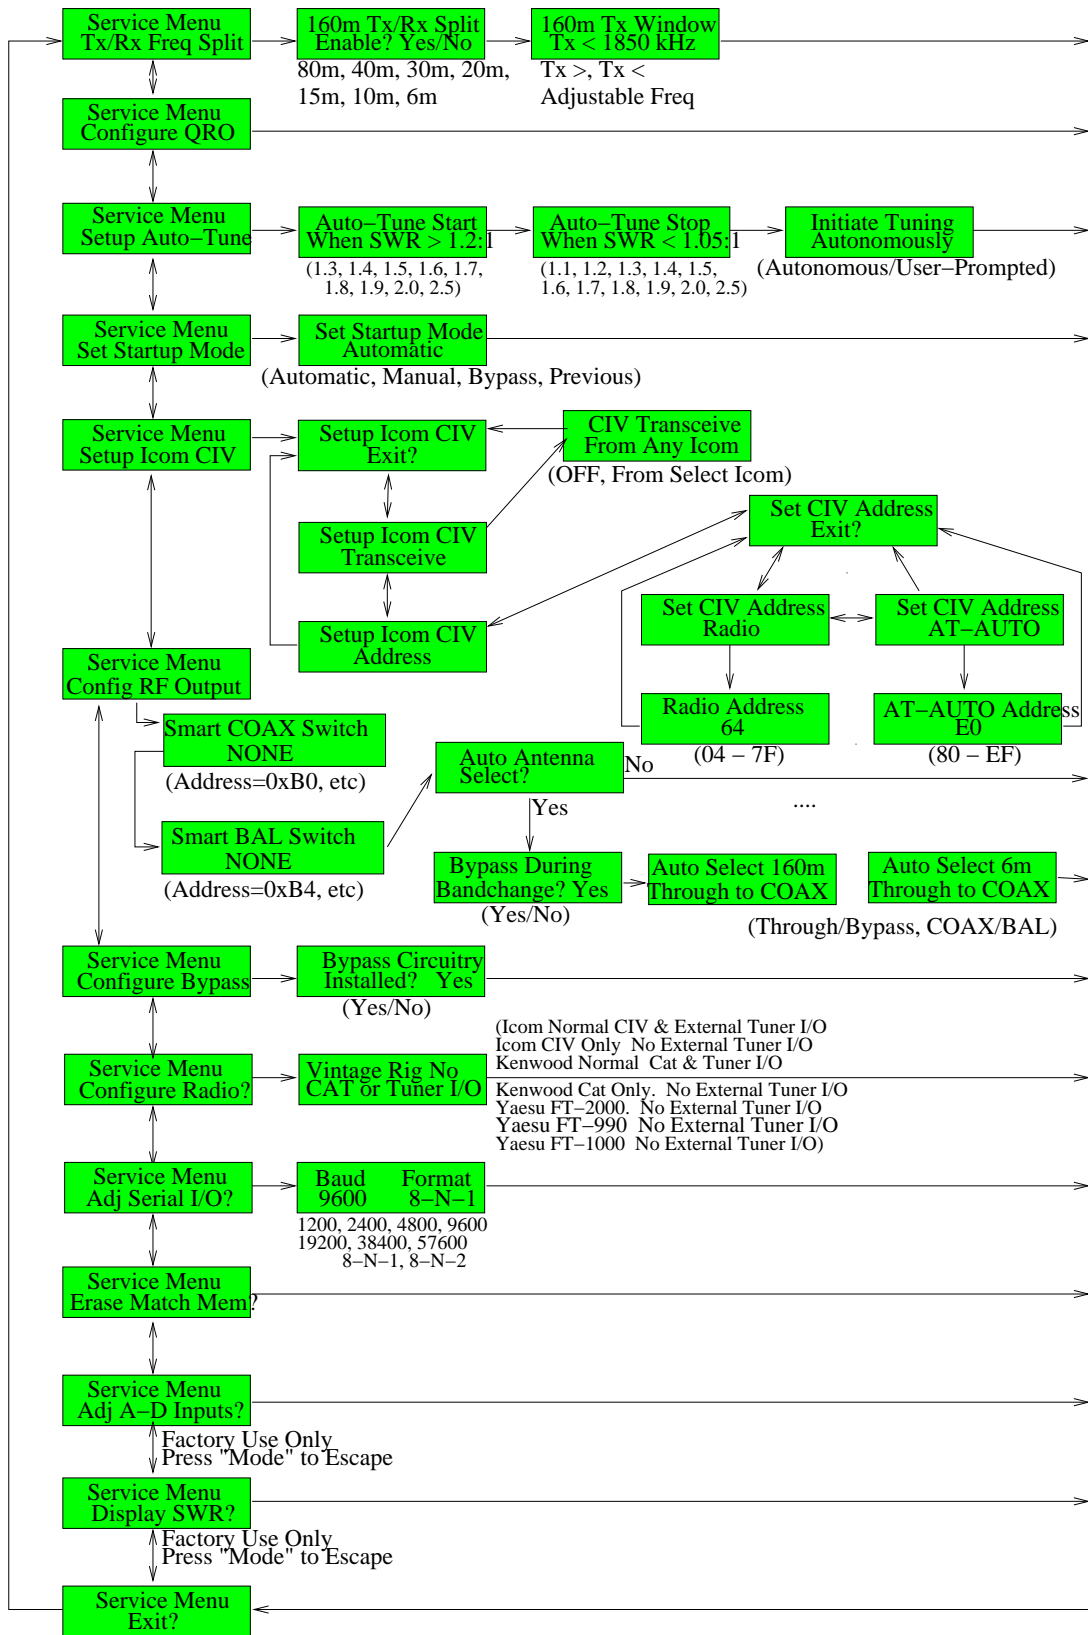 Service Menu
Tx/Rx Freq Split
160m Tx/Rx Split
Enable? Yes/No
160m Tx Window
Tx < 1850 kHz
80m, 40m, 30m, 20m,
15m, 10m, 6m
Tx >, Tx <
Adjustable Freq
Service Menu
Configure QRO
Service Menu
Setup Auto−Tune
Auto−Tune Start
When SWR > 1.2:1
Auto−Tune Stop
When SWR < 1.05:1
Initiate Tuning
Autonomously
(1.3, 1.4, 1.5, 1.6, 1.7,
1.8, 1.9, 2.0, 2.5)
(1.1, 1.2, 1.3, 1.4, 1.5,
1.6, 1.7, 1.8, 1.9, 2.0, 2.5)
(Autonomous/User−Prompted)
Service Menu
Set Startup Mode
Set Startup Mode
Automatic
(Automatic, Manual, Bypass, Previous)
Service Menu
Setup Icom CIV
Setup Icom CIV
Exit?
CIV Transceive
From Any Icom
(OFF, From Select Icom)
Setup Icom CIV
Transceive
Set CIV Address
Exit?
Setup Icom CIV
Address
Set CIV Address
Radio
Set CIV Address
AT−AUTO
Radio Address
64
(04 − 7F)
AT−AUTO Address
E0
(80 − EF)
Service Menu
Config RF Output
Smart COAX Switch
NONE
(Address=0xB0, etc)
Smart BAL Switch
NONE
(Address=0xB4, etc)
Auto Antenna
Select?
No
Yes
....
Bypass During
Bandchange? Yes
(Yes/No)
Auto Select 160m
Through to COAX
Auto Select 6m
Through to COAX
(Through/Bypass, COAX/BAL)
Service Menu
Configure Bypass
Bypass Circuitry
Installed? Yes
(Yes/No)
Service Menu
Configure Radio?
Vintage Rig No
CAT or Tuner I/O
(Icom Normal CIV & External Tuner I/O
Icom CIV Only No External Tuner I/O
Kenwood Normal Cat & Tuner I/O
Kenwood Cat Only. No External Tuner I/O
Yaesu FT−2000. No External Tuner I/O
Yaesu FT−990 No External Tuner I/O
Yaesu FT−1000 No External Tuner I/O)
Service Menu
Adj Serial I/O?
Baud Format
9600 8−N−1
1200, 2400, 4800, 9600
19200, 38400, 57600
8−N−1, 8−N−2
Service Menu
Erase Match Mem?
Service Menu
Adj A−D Inputs?
Factory Use Only
Press "Mode" to Escape
Service Menu
Display SWR?
Factory Use Only
Press "Mode" to Escape
Service Menu
Exit?